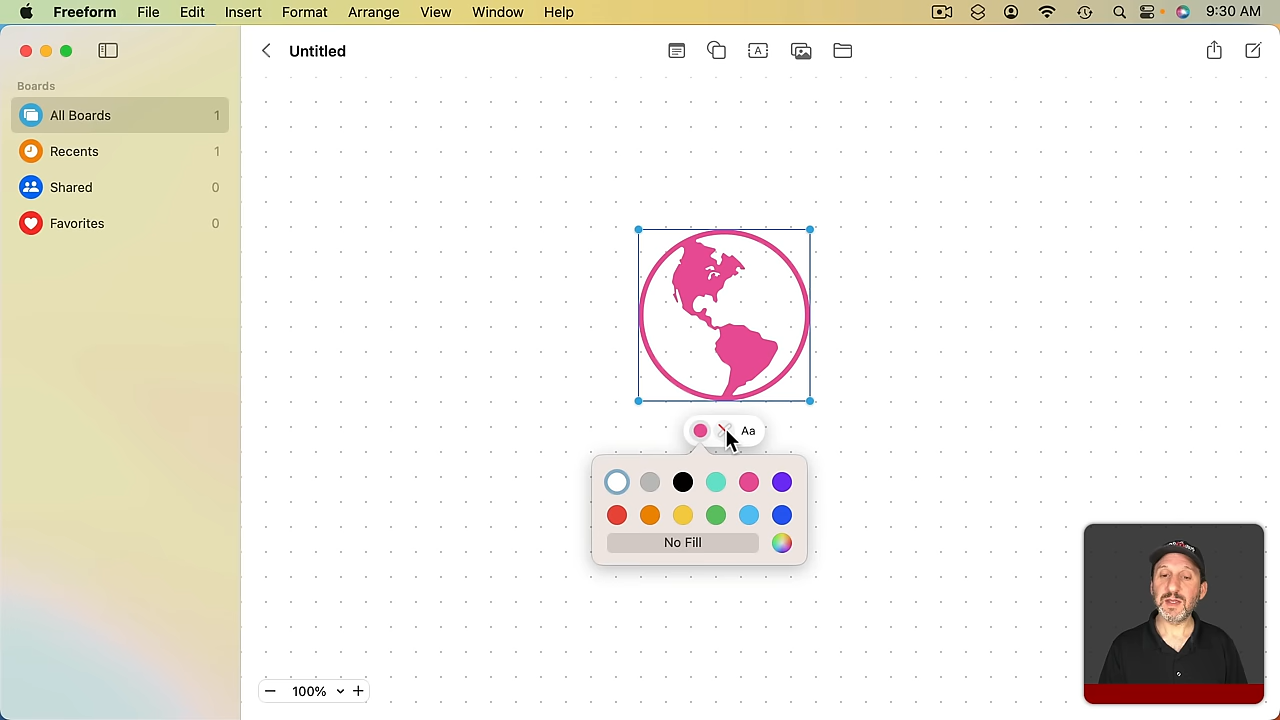 Freeform File Edit Insert Format Arrange View Window Help 9:30 AM
Untitled
A
Boards
All Boards 1
Recents 1
Shared 0
Favorites 0
Aa
No Fill
100%